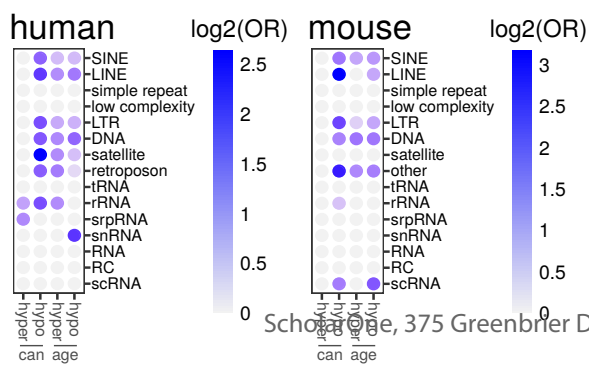 human
log2(OR)
SINE
LINE
simple repeat
low complexity
LTR
DNA
satellite
retroposon
tRNA
rRNA
srpRNA
snRNA
RNA
RC
scRNA
2.5
2
1.5
1
0.5
0
hyper
hypo
hyper
hypo
can
age
mouse
log2(OR)
SINE
LINE
simple repeat
low complexity
LTR
DNA
satellite
other
tRNA
rRNA
srpRNA
snRNA
RNA
RC
scRNA
3
2.5
2
1.5
1
0.5
0
hyper
hypo
hyper
hypo
can
age
ScholarOne, 375 Greenbrier D